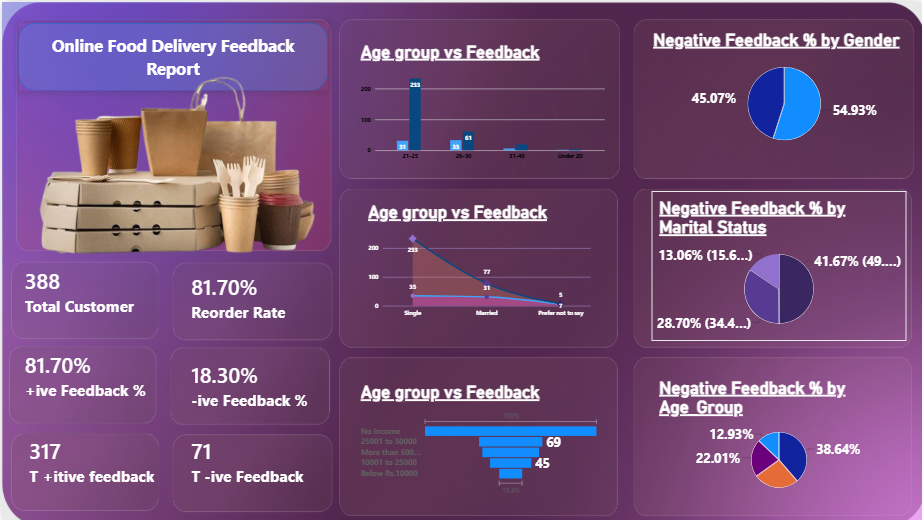 Online Food Delivery Feedback
Report
388
Total Customer
81.70%
Reorder Rate
81.70%
+ive Feedback %
18.30%
-ive Feedback %
317
T +itive feedback
71
T -ive Feedback
Age group vs Feedback
200
100
0
31
233
33
61
21-25
26-30
31-40
Under 20
Age group vs Feedback
200
100
0
233
35
77
31
5
7
Single
Married
Prefer not to say
Age group vs Feedback
100%
No Income
25001 to 50000
More than 500...
10001 to 25000
Below Rs.10000
69
45
13.4%
Negative Feedback % by Gender
45.07%
54.93%
Negative Feedback % by
Marital Status
13.06% (15.6...)
41.67% (49....)
28.70% (34.4...)
Negative Feedback % by
Age Group
12.93%
38.64%
22.01%